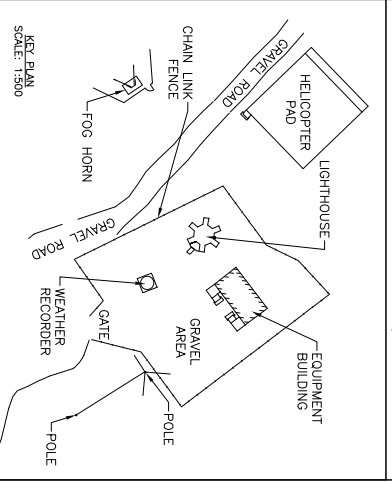 GRAVEL ROAD
HELICOPTER
PAD
LIGHTHOUSE
CHAIN LINK
FENCE
FOG HORN
GRAVEL ROAD
EQUIPMENT
BUILDING
GRAVEL
AREA
WEATHER
RECORDER
GATE
POLE
POLE
KEY PLAN
SCALE: 1:500